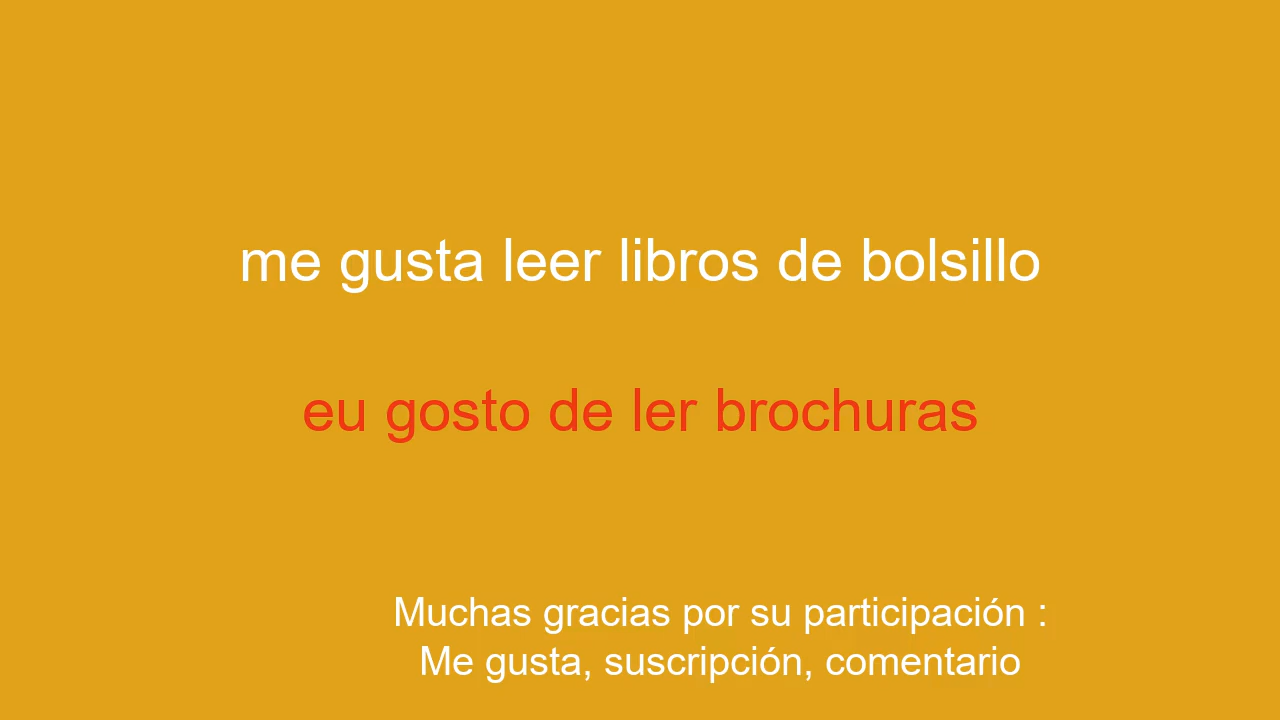 me gusta leer libros de bolsillo
eu gosto de ler brochuras
Muchas gracias por su participación :
Me gusta, suscripción, comentario